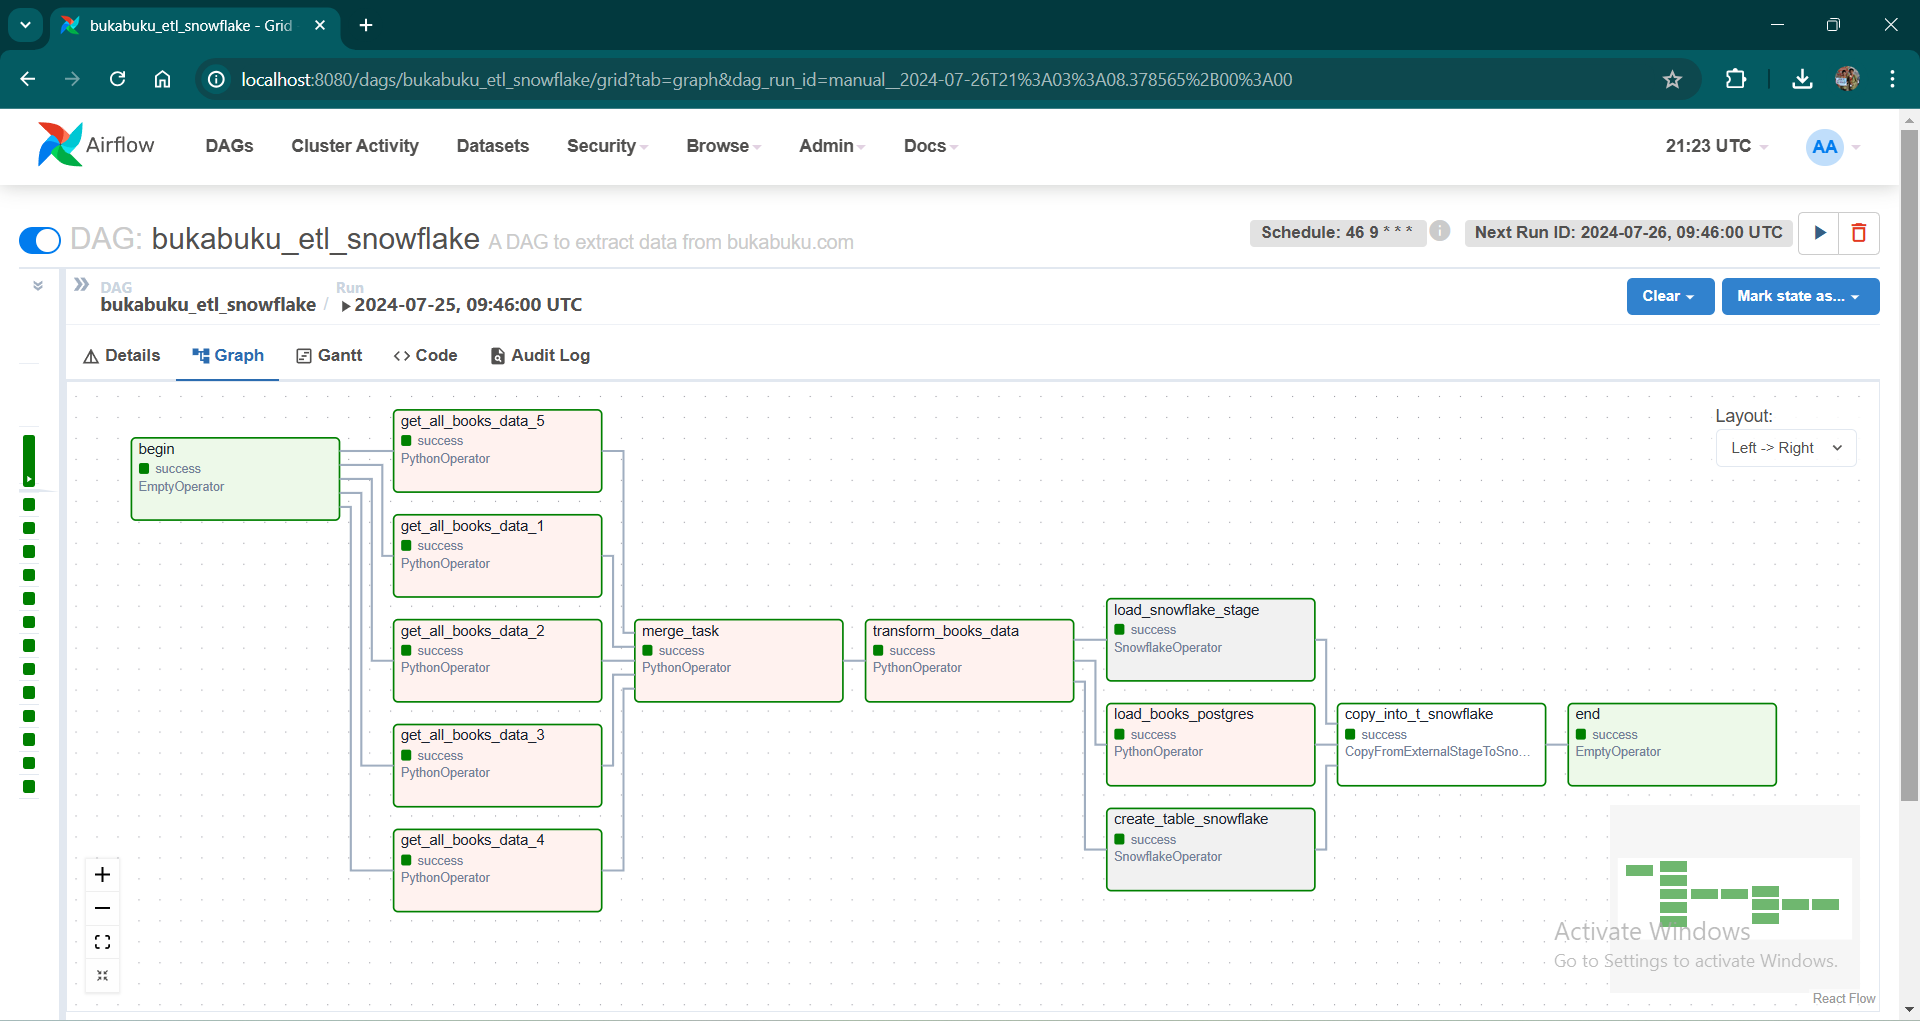 bukabuku_etl_snowflake - Grid
localhost:8080/dags/bukabuku_etl_snowflake/grid?tab=graph&dag_run_id=manual__2024-07-26T21%3A03%3A08.378565%2B00%3A00
Airflow DAGs Cluster Activity Datasets Security Browse Admin Docs 21:23 UTC AA
DAG: bukabuku_etl_snowflake A DAG to extract data from bukabuku.com Schedule: 46 9 * * * Next Run ID: 2024-07-26, 09:46:00 UTC
DAG Run
bukabuku_etl_snowflake / 2024-07-25, 09:46:00 UTC Clear Mark state as...
Details Graph Gantt Code Audit Log
Layout:
Left -> Right
begin
success
EmptyOperator
get_all_books_data_5
success
PythonOperator
get_all_books_data_1
success
PythonOperator
get_all_books_data_2
success
PythonOperator
get_all_books_data_3
success
PythonOperator
get_all_books_data_4
success
PythonOperator
merge_task
success
PythonOperator
transform_books_data
success
PythonOperator
load_snowflake_stage
success
SnowflakeOperator
load_books_postgres
success
PythonOperator
create_table_snowflake
success
SnowflakeOperator
copy_into_t_snowflake
success
CopyFromExternalStageToSno...
end
success
EmptyOperator
Activate Windows
Go to Settings to activate Windows.
React Flow